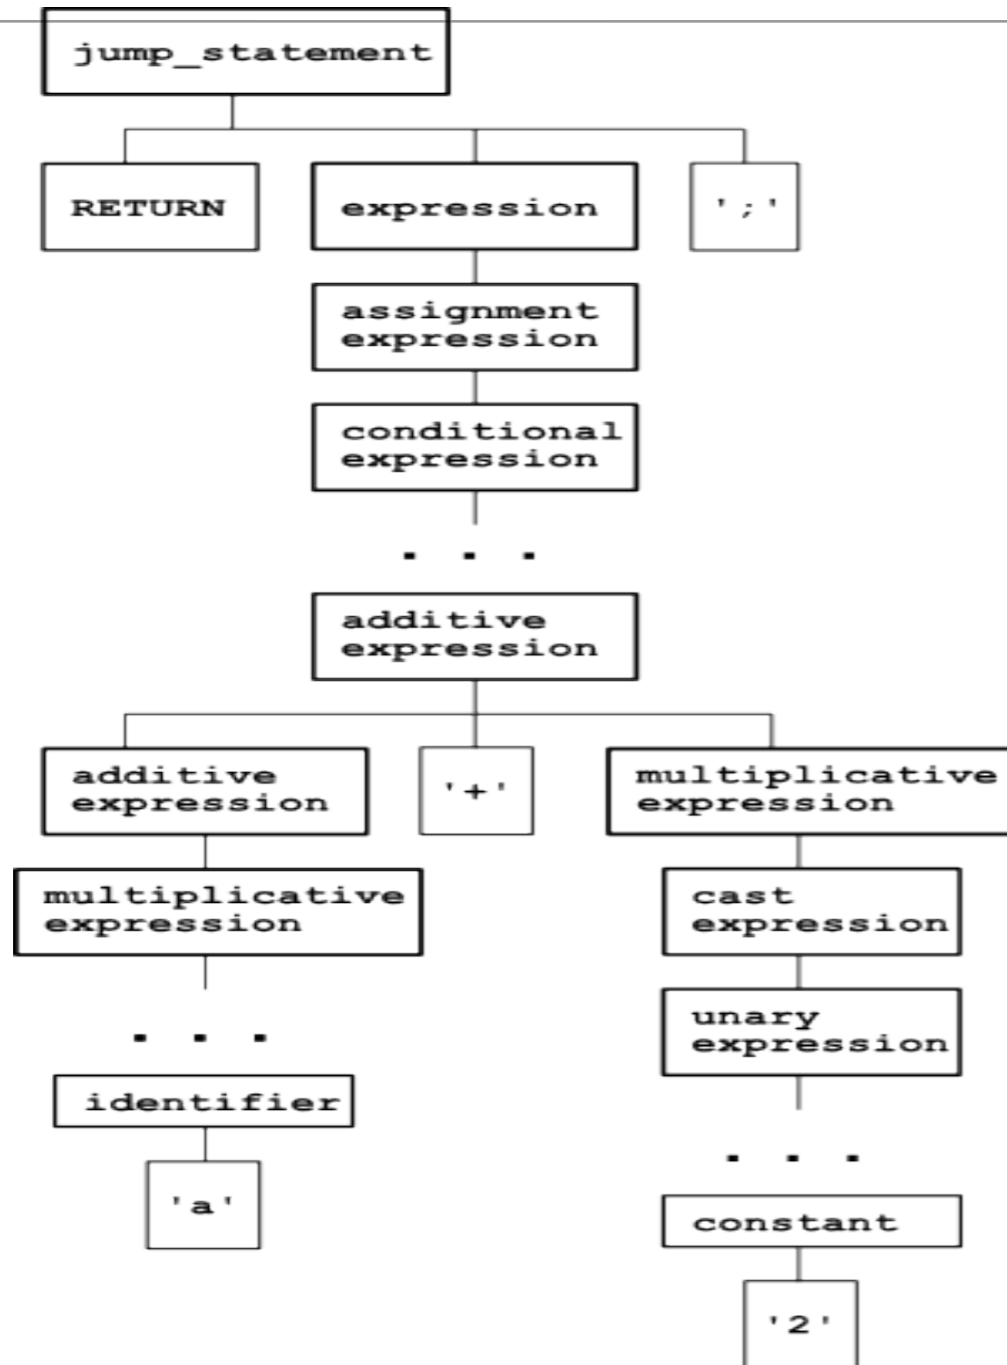 jump_statement
RETURN
expression
';'
assignment
expression
conditional
expression
. . .
additive
expression
additive
expression
'+'
multiplicative
expression
multiplicative
expression
cast
expression
unary
expression
. . .
identifier
'a'
. . .
constant
'2'